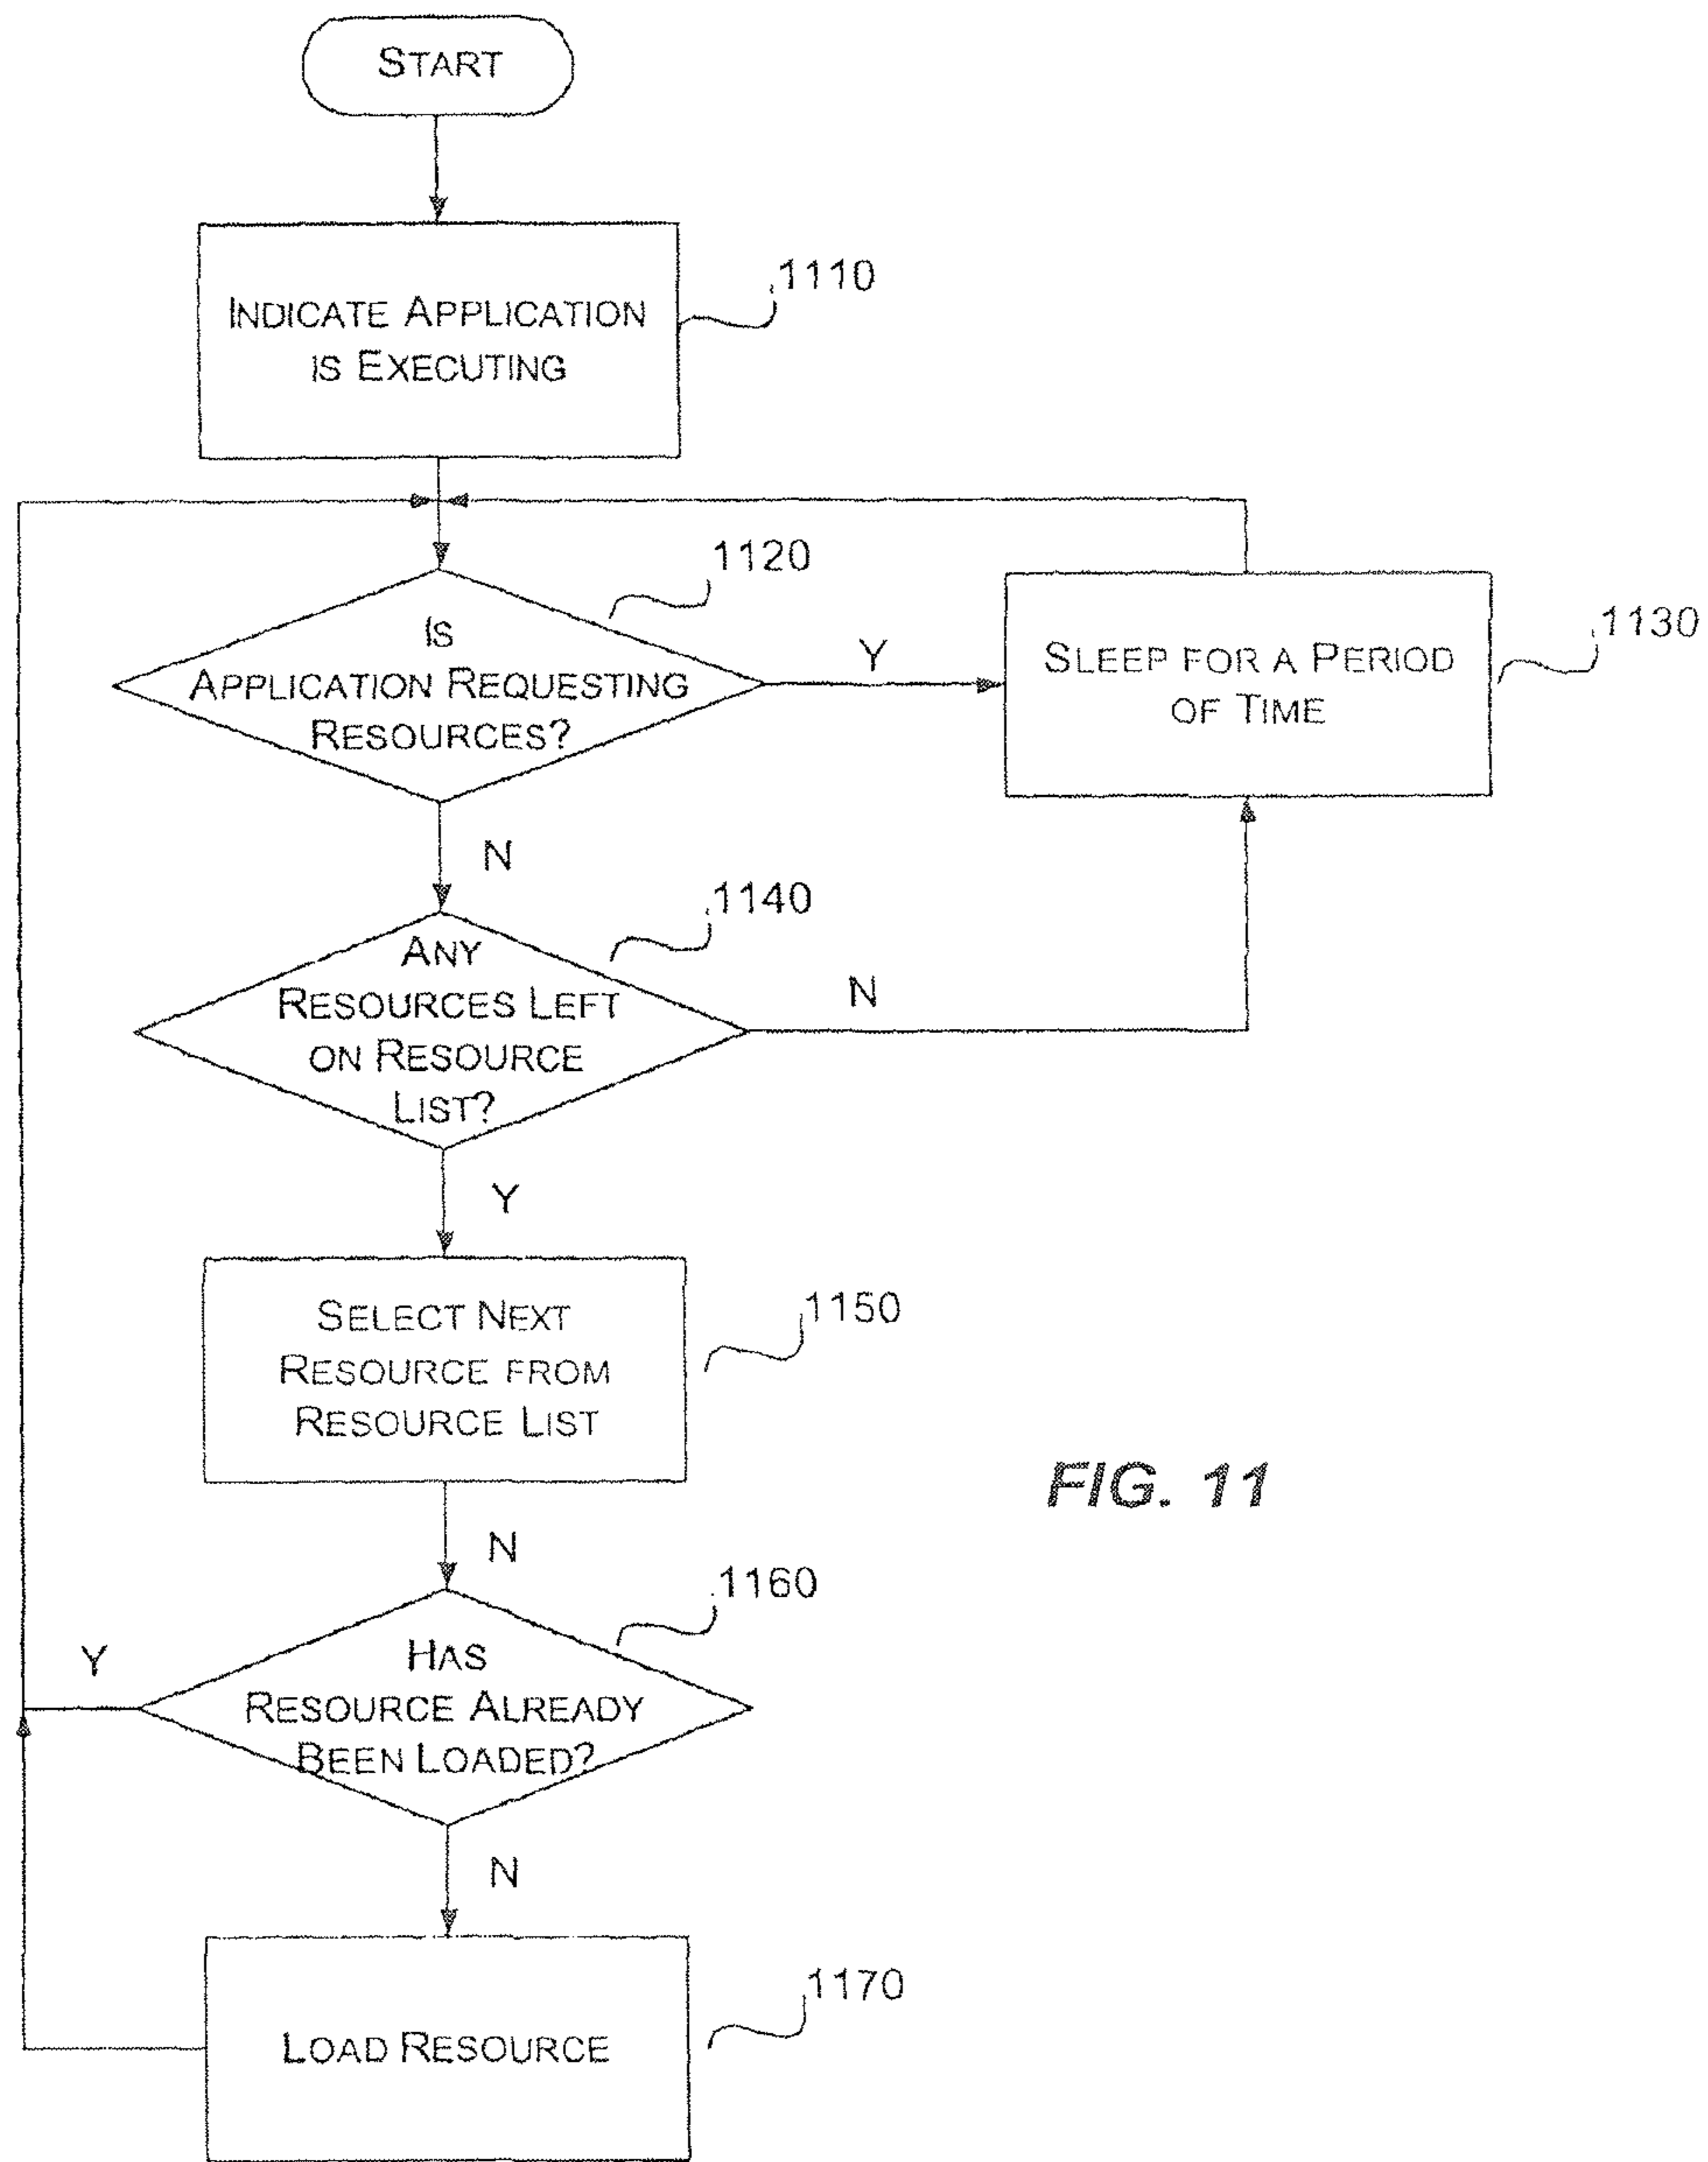 START
INDICATE APPLICATION
IS EXECUTING
1110
1120
IS
APPLICATION REQUESTING
RESOURCES?
Y
SLEEP FOR A PERIOD
OF TIME
1130
N
1140
ANY
RESOURCES LEFT
ON RESOURCE
LIST?
N
Y
SELECT NEXT
RESOURCE FROM
RESOURCE LIST
1150
N
1160
HAS
RESOURCE ALREADY
BEEN LOADED?
Y
N
LOAD RESOURCE
1170
FIG. 11